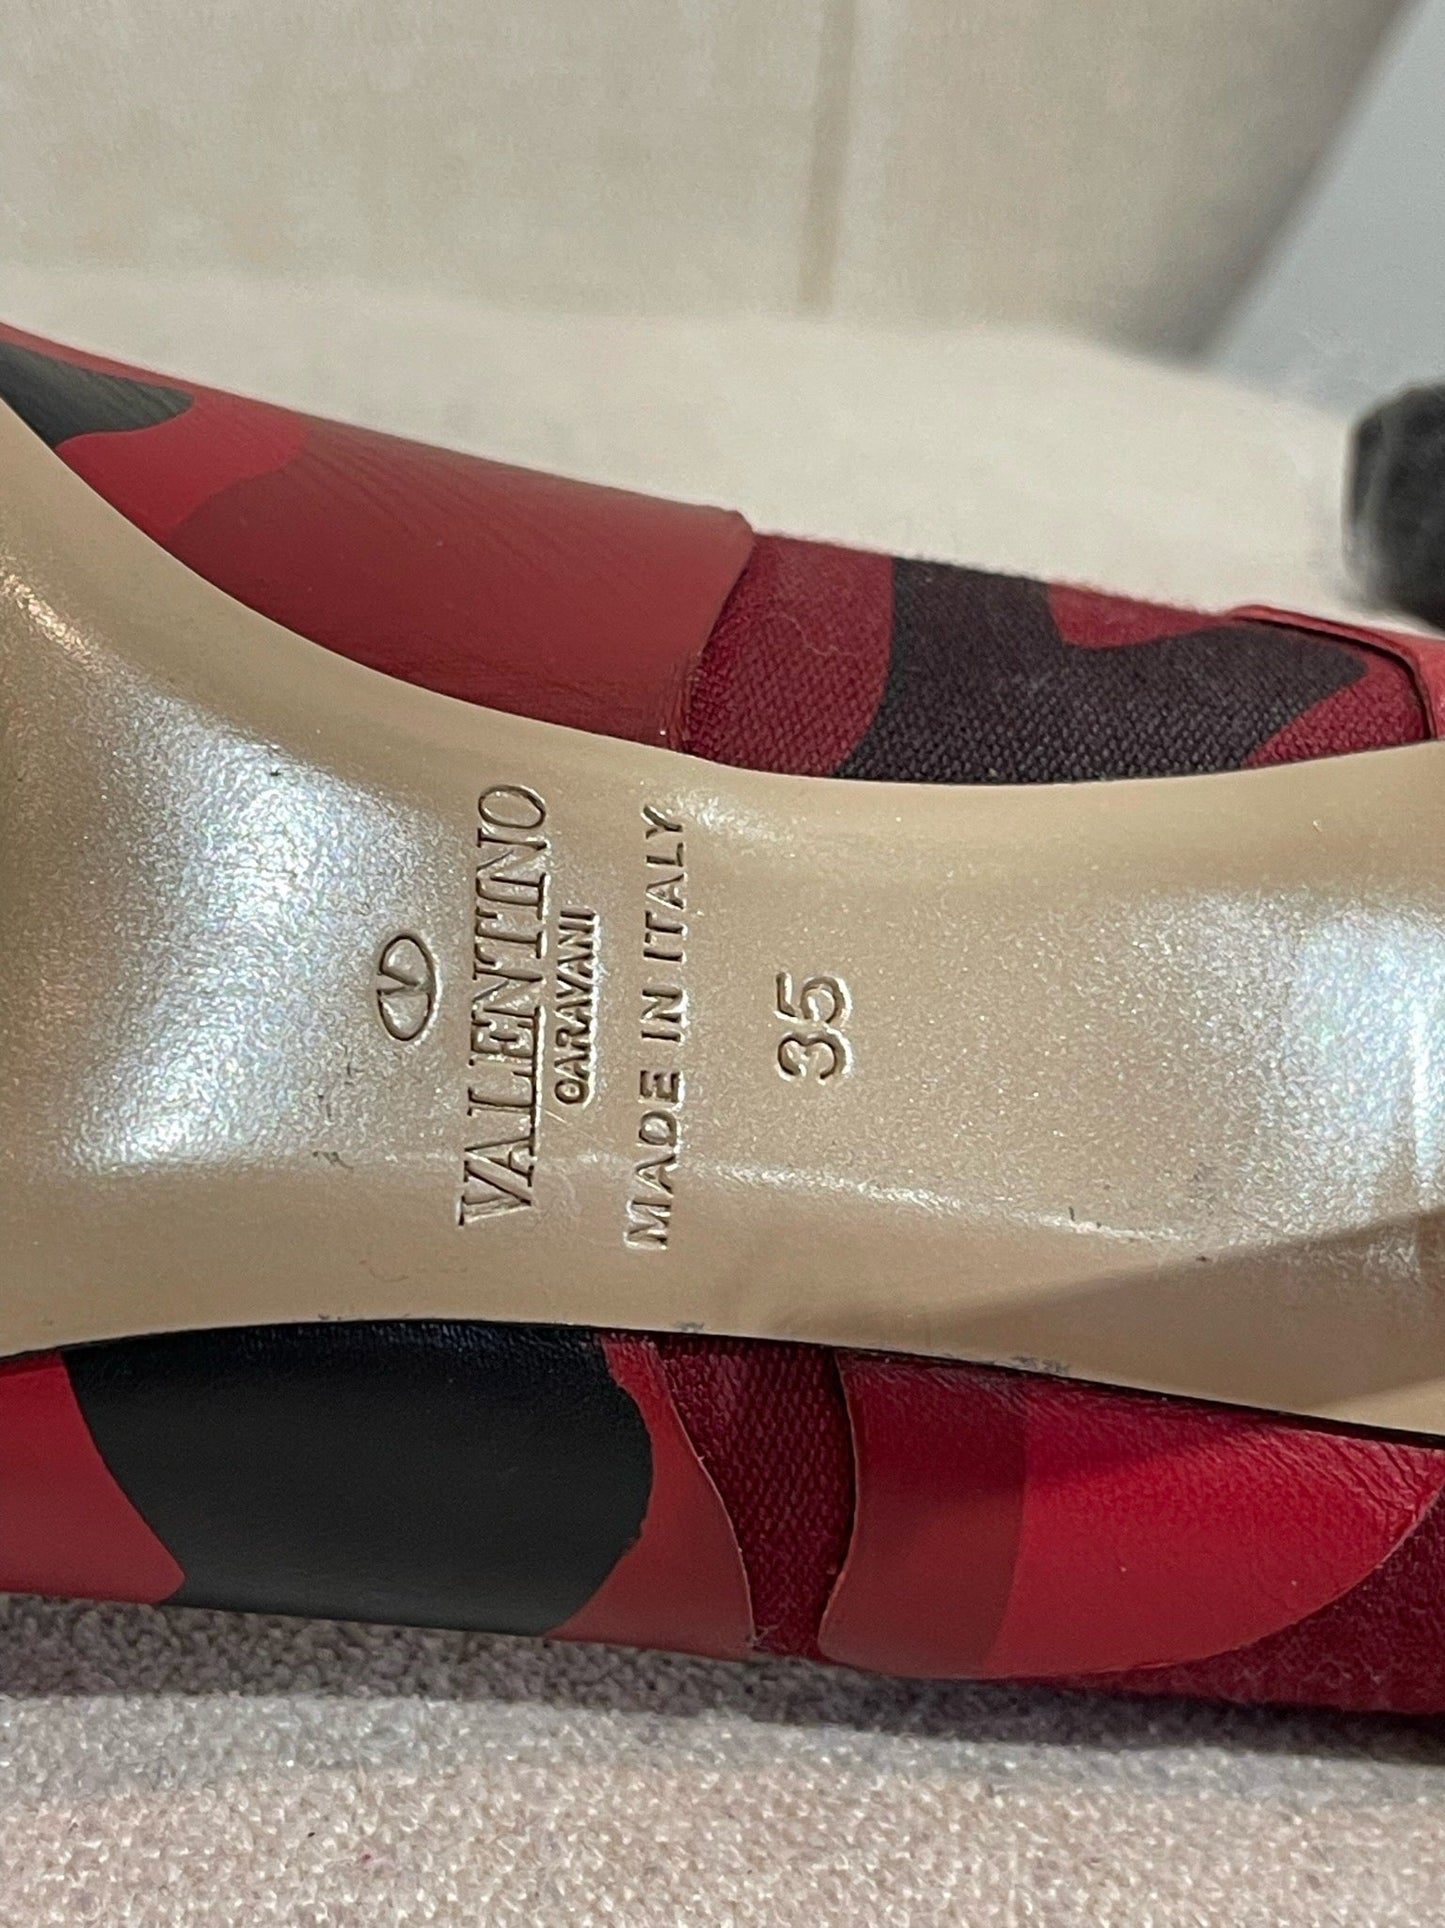 V
VALENTINO
GARAVANI
MADE IN ITALY
35